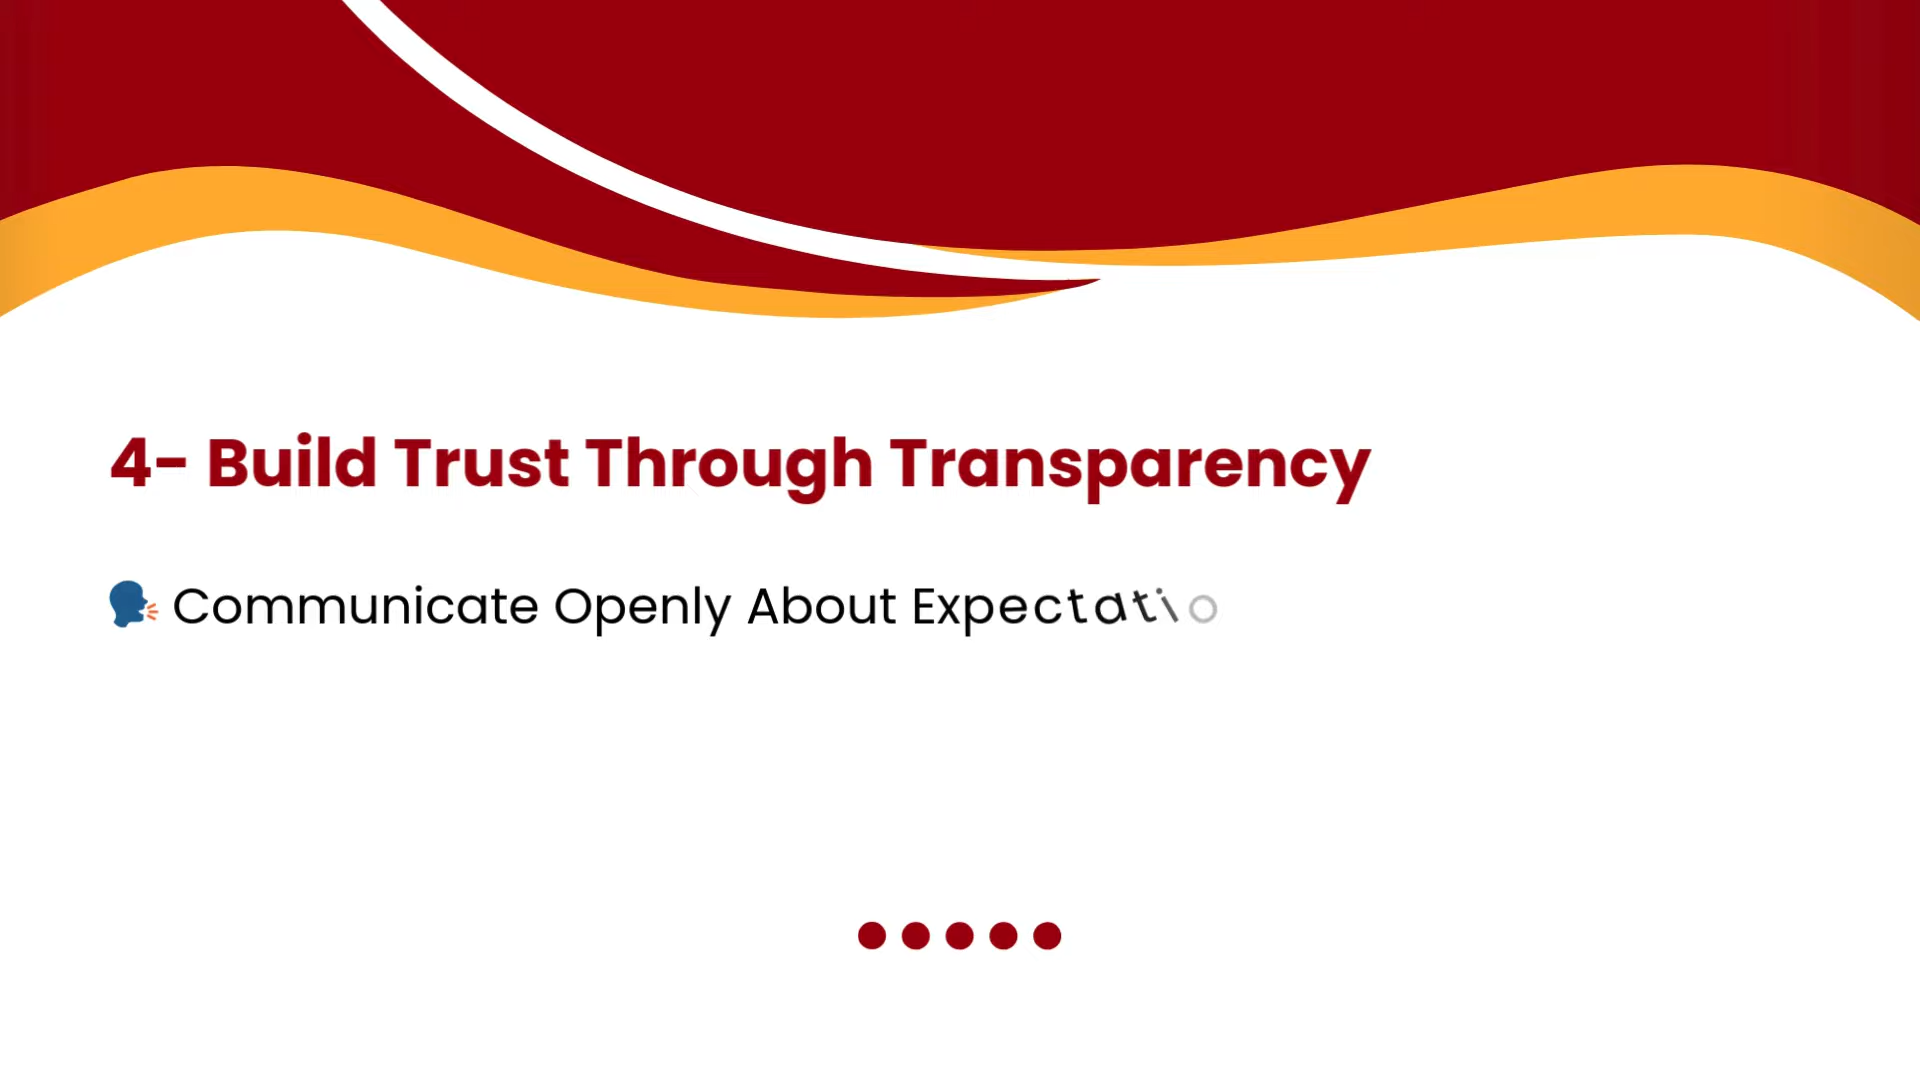 4- Build Trust Through Transparency
🗣 Communicate Openly About Expectatio